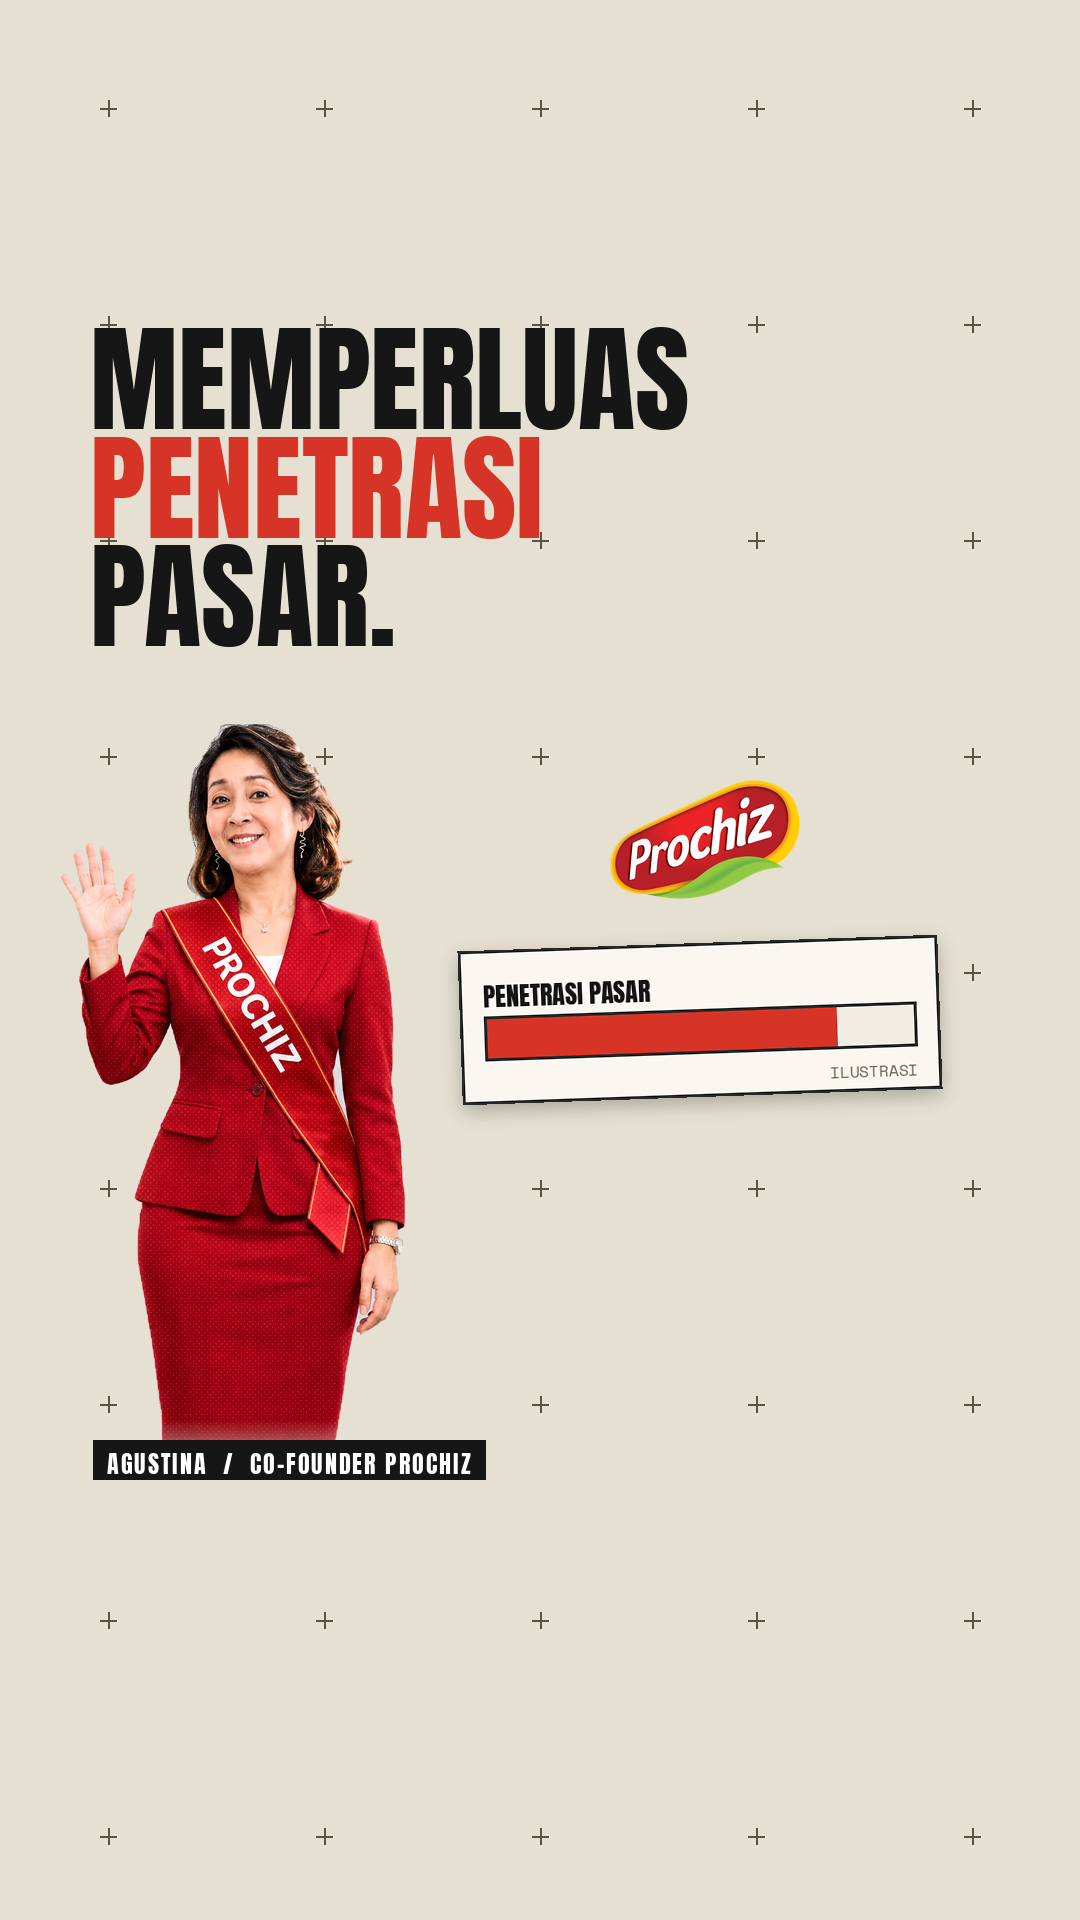 MEMPERLUAS
PENETRASI
PASAR.
Prochiz
PROCHIZ
PENETRASI PASAR
ILUSTRASI
AGUSTINA / CO-FOUNDER PROCHIZ